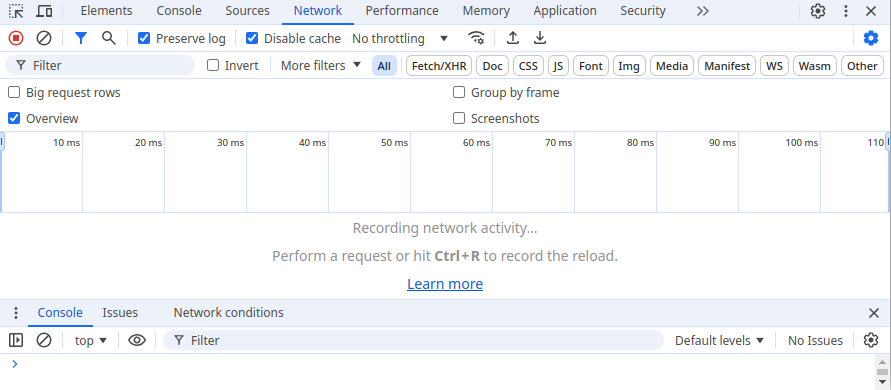 Elements Console Sources Network Performance Memory Application Security
Preserve log Disable cache No throttling
Filter Invert More filters All Fetch/XHR Doc CSS JS Font Img Media Manifest WS Wasm Other
Big request rows Group by frame
Overview Screenshots
10 ms 20 ms 30 ms 40 ms 50 ms 60 ms 70 ms 80 ms 90 ms 100 ms 110
Recording network activity...
Perform a request or hit Ctrl+R to record the reload.
Learn more
Console Issues Network conditions
top Filter Default levels No Issues